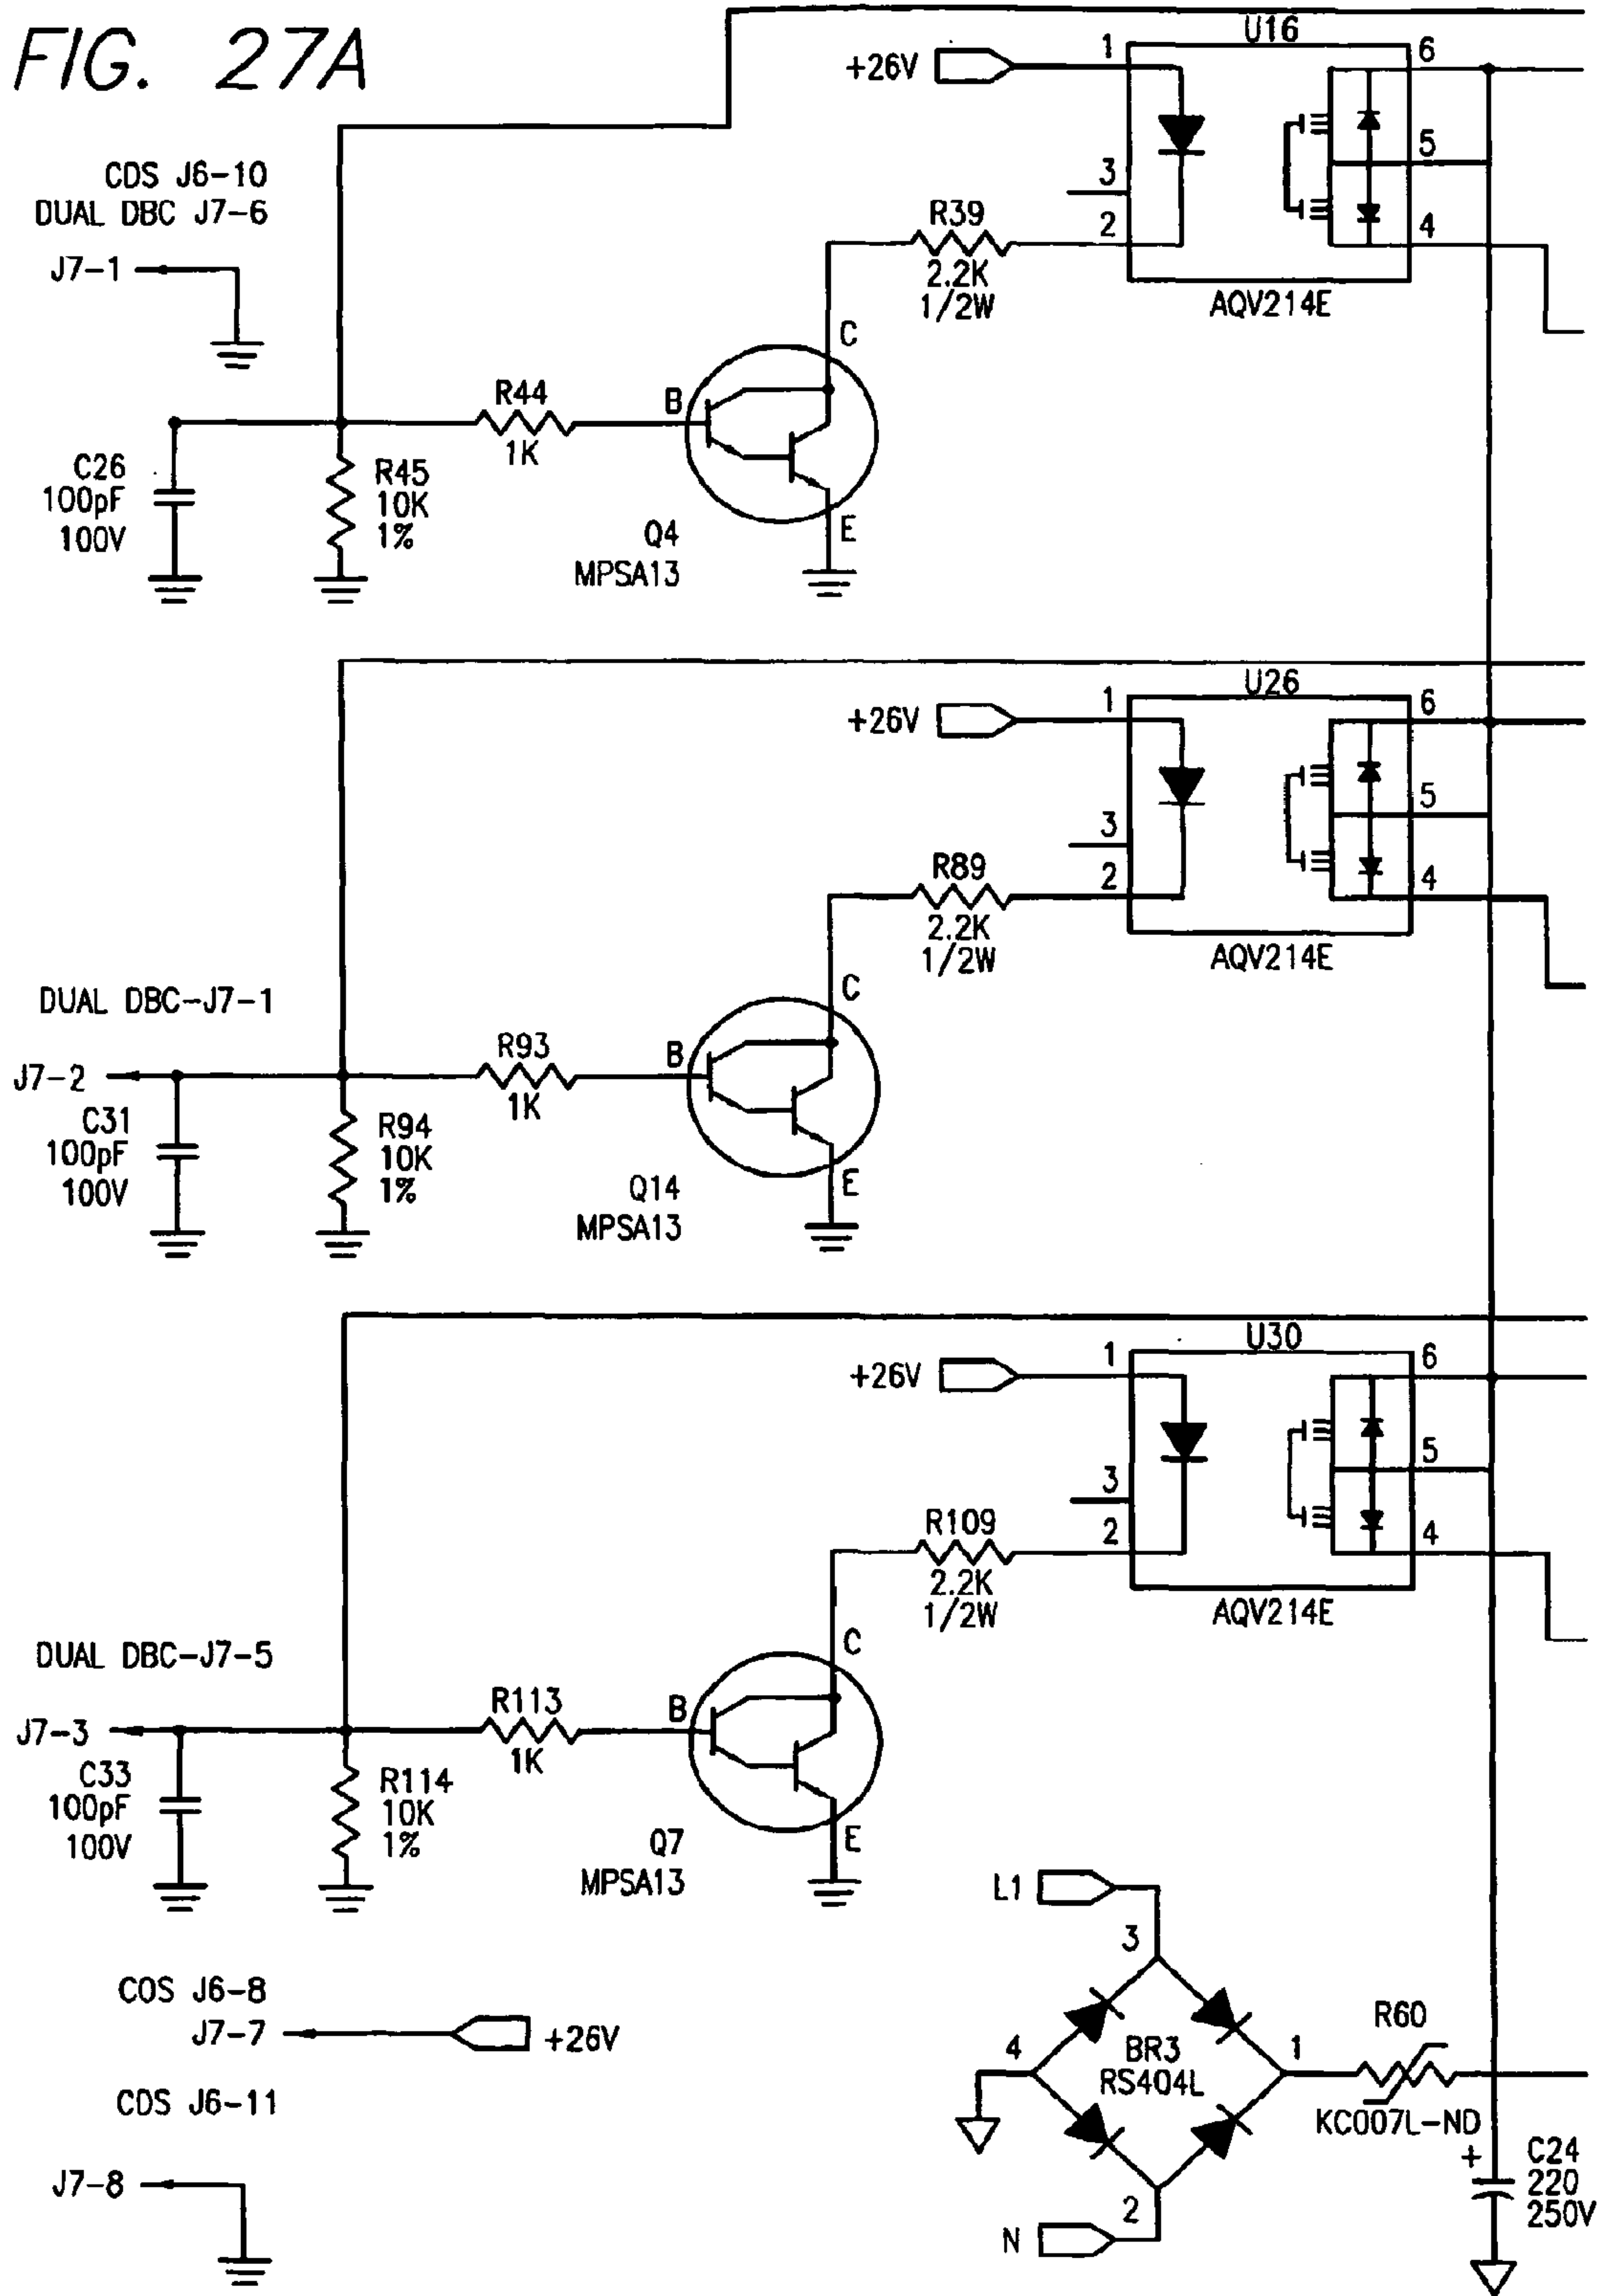 FIG. 27A
U16
+26V
1
6
5
3
2
4
AQV214E
CDS J6-10
DUAL DBC J7-6
J7-1
R39
2.2K
1/2W
C
R44
1K
B
C26
100pF
100V
R45
10K
1%
Q4
MPSA13
E
U26
+26V
1
6
5
3
2
4
AQV214E
R89
2.2K
1/2W
C
DUAL DBC-J7-1
J7-2
R93
1K
B
C31
100pF
100V
R94
10K
1%
Q14
MPSA13
E
U30
+26V
1
6
5
3
2
4
AQV214E
R109
2.2K
1/2W
C
DUAL DBC-J7-5
J7-3
R113
1K
B
C33
100pF
100V
R114
10K
1%
Q7
MPSA13
E
L1
3
COS J6-8
J7-7
+26V
4
BR3
RS404L
1
R60
KC007L-ND
CDS J6-11
J7-8
2
N
+
C24
220
250V